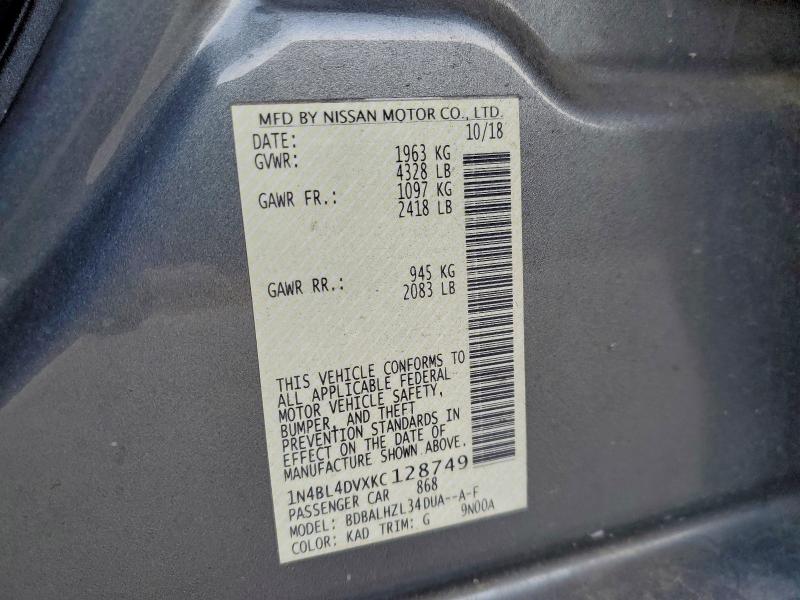 MFD BY NISSAN MOTOR CO., LTD.
DATE: 10/18
GVWR: 1963 KG
4328 LB
GAWR FR.: 1097 KG
2418 LB
GAWR RR.: 945 KG
2083 LB
THIS VEHICLE CONFORMS TO
ALL APPLICABLE FEDERAL
MOTOR VEHICLE SAFETY,
BUMPER, AND THEFT
PREVENTION STANDARDS IN
EFFECT ON THE DATE OF
MANUFACTURE SHOWN ABOVE.
1N4BL4DVXKC128749
PASSENGER CAR 868
MODEL: BDBALHZL34DUA--A-F
COLOR: KAD TRIM: G 9N00A